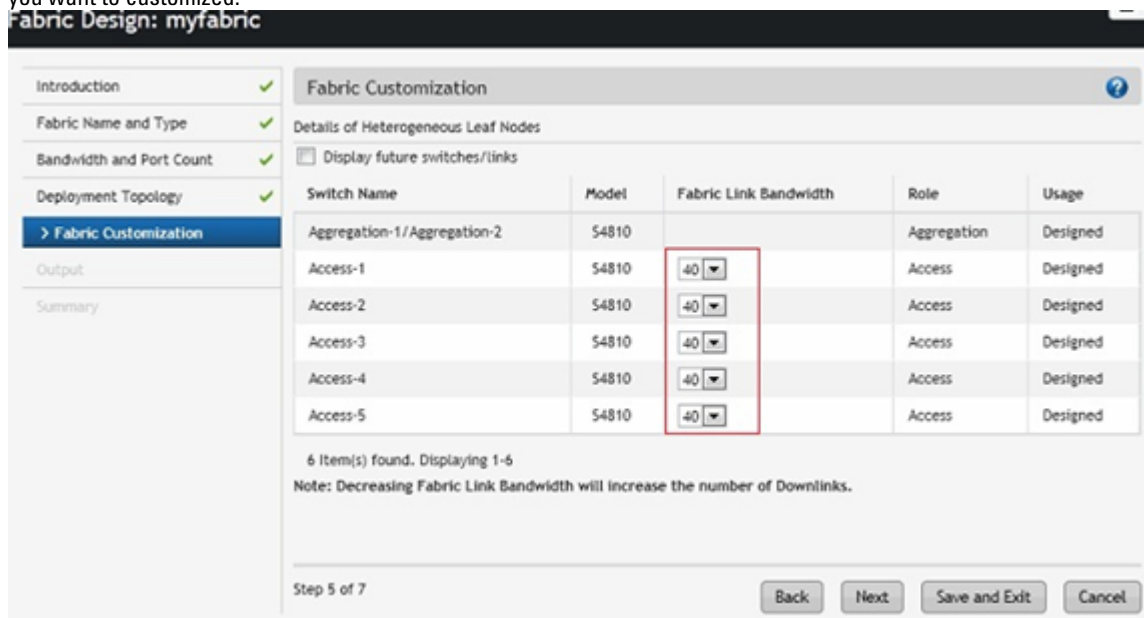 you want to customized.
Fabric Design: myfabric
Introduction
Fabric Name and Type
Bandwidth and Port Count
Deployment Topology
> Fabric Customization
Output
Summary
Fabric Customization ?
Details of Heterogeneous Leaf Nodes
Display future switches/links
Switch Name Model Fabric Link Bandwidth Role Usage
Aggregation-1/Aggregation-2 S4810 Aggregation Designed
Access-1 S4810 40 Access Designed
Access-2 S4810 40 Access Designed
Access-3 S4810 40 Access Designed
Access-4 S4810 40 Access Designed
Access-5 S4810 40 Access Designed
6 Item(s) found. Displaying 1-6
Note: Decreasing Fabric Link Bandwidth will increase the number of Downlinks.
Step 5 of 7
Back Next Save and Exit Cancel